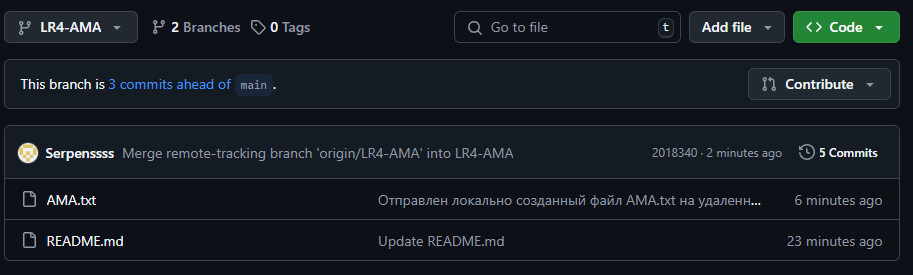 LR4-AMA 2 Branches 0 Tags Go to file t Add file Code
This branch is 3 commits ahead of main. Contribute
Serpenssss Merge remote-tracking branch 'origin/LR4-AMA' into LR4-AMA 2018340 · 2 minutes ago 5 Commits
AMA.txt Отправлен локально созданный файл AMA.txt на удаленн... 6 minutes ago
README.md Update README.md 23 minutes ago